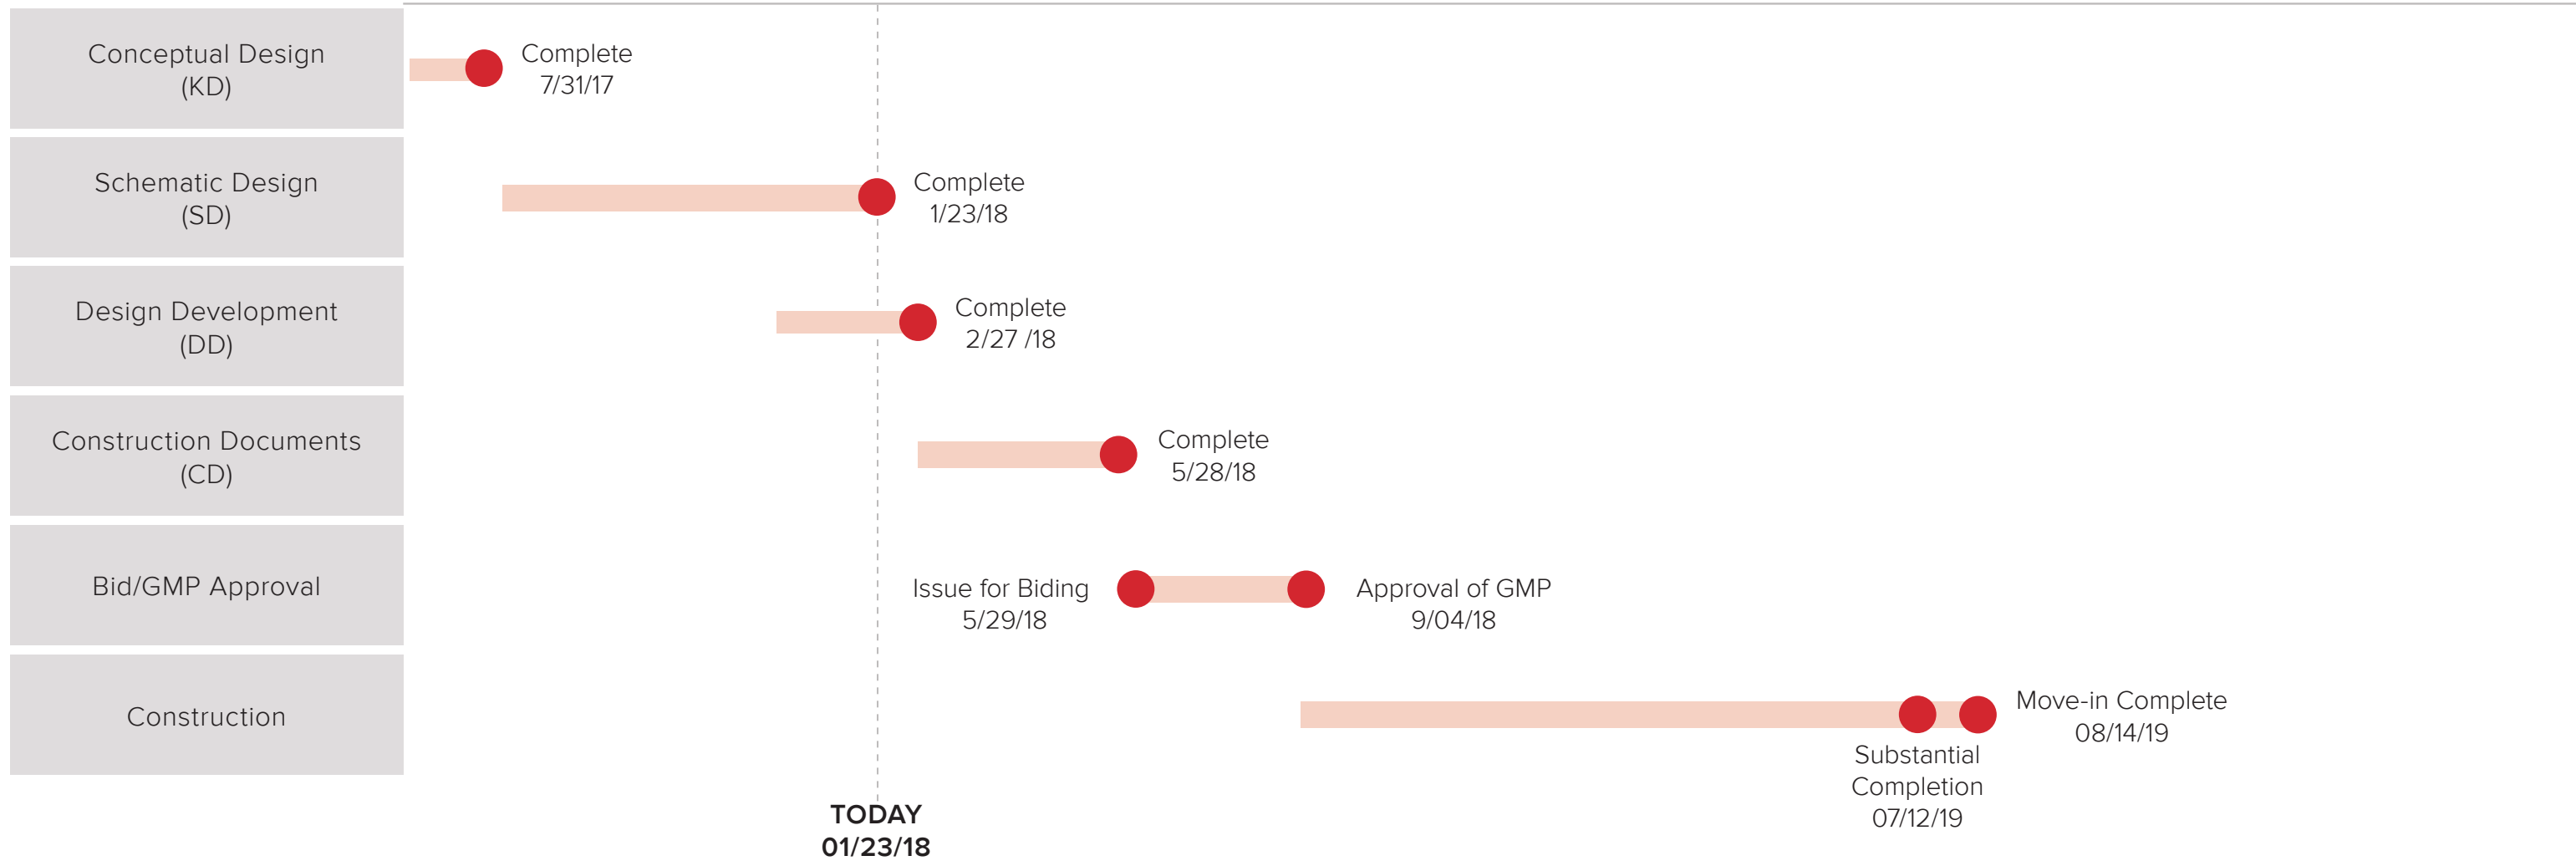 Conceptual Design
(KD)
Complete
7/31/17
Schematic Design
(SD)
Complete
1/23/18
Design Development
(DD)
Complete
2/27 /18
Construction Documents
(CD)
Complete
5/28/18
Bid/GMP Approval
Issue for Biding
5/29/18
Approval of GMP
9/04/18
Construction
Move-in Complete
08/14/19
Substantial
Completion
07/12/19
TODAY
01/23/18